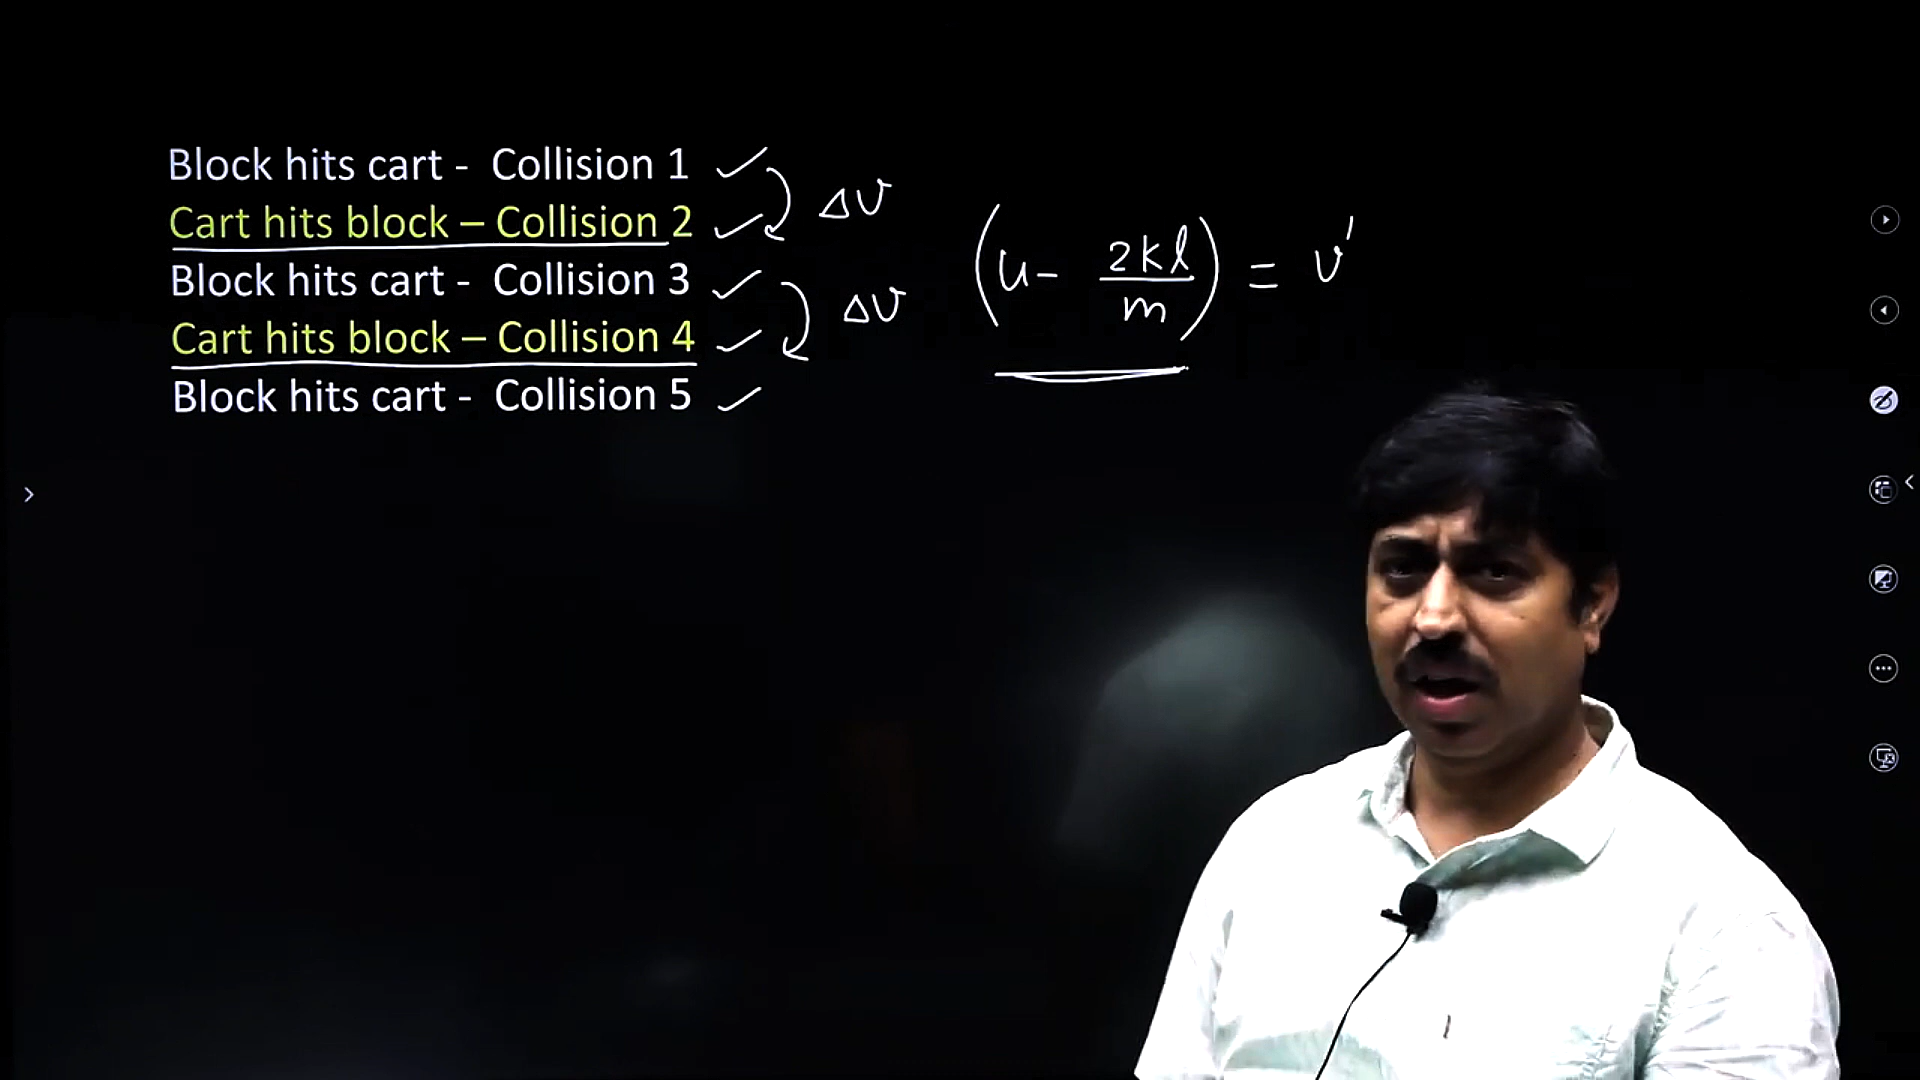 Block hits cart - Collision 1 ✓
Cart hits block – Collision 2 ✓
Δv
Block hits cart - Collision 3 ✓
Cart hits block – Collision 4 ✓
Δv
Block hits cart - Collision 5 ✓
(u - 2kl/m) = v'